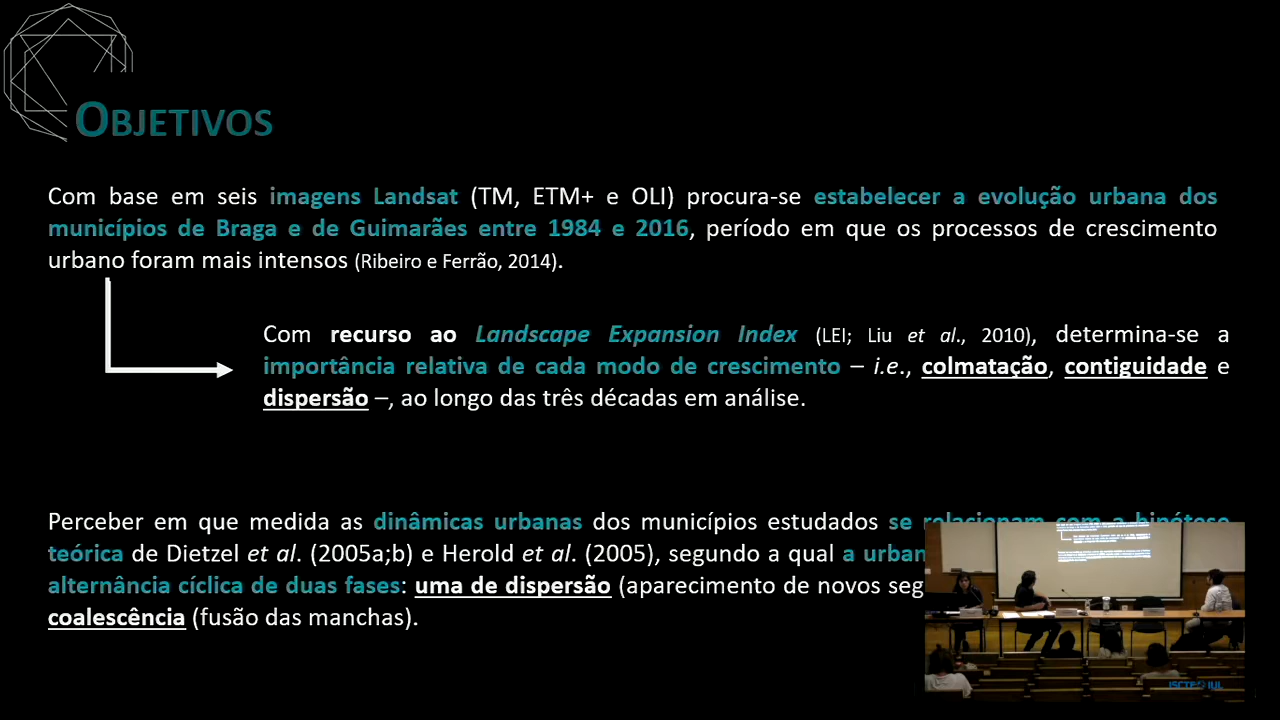 OBJETIVOS
Com base em seis imagens Landsat (TM, ETM+ e OLI) procura-se estabelecer a evolução urbana dos
municípios de Braga e de Guimarães entre 1984 e 2016, período em que os processos de crescimento
urbano foram mais intensos (Ribeiro e Ferrão, 2014).
Com recurso ao Landscape Expansion Index (LEI; Liu et al., 2010), determina-se a
importância relativa de cada modo de crescimento – i.e., colmatação, contiguidade e
dispersão –, ao longo das três décadas em análise.
Perceber em que medida as dinâmicas urbanas dos municípios estudados se relacionam com a hipótese
teórica de Dietzel et al. (2005a;b) e Herold et al. (2005), segundo a qual a
alternância cíclica de duas fases: uma de dispersão (aparecimento de novos
coalescência (fusão das manchas).
ISCTE IUL